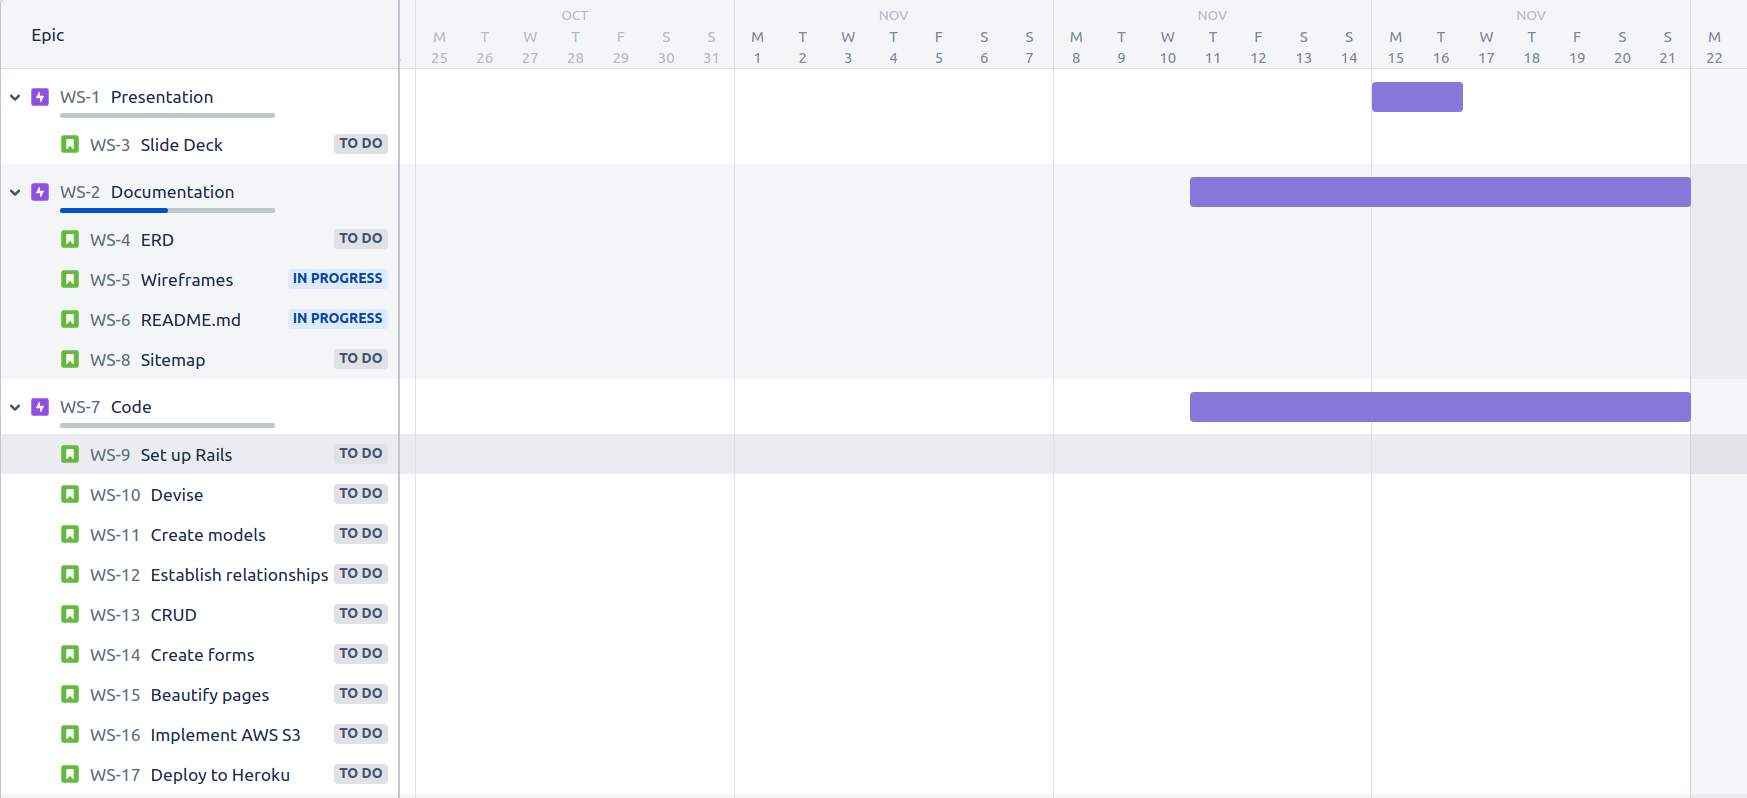 Epic
OCT NOV NOV NOV
M T W T F S S M T W T F S S M T W T F S S M T W T F S S M
25 26 27 28 29 30 31 1 2 3 4 5 6 7 8 9 10 11 12 13 14 15 16 17 18 19 20 21 22
WS-1 Presentation
WS-3 Slide Deck TO DO
WS-2 Documentation
WS-4 ERD TO DO
WS-5 Wireframes IN PROGRESS
WS-6 README.md IN PROGRESS
WS-8 Sitemap TO DO
WS-7 Code
WS-9 Set up Rails TO DO
WS-10 Devise TO DO
WS-11 Create models TO DO
WS-12 Establish relationships TO DO
WS-13 CRUD TO DO
WS-14 Create forms TO DO
WS-15 Beautify pages TO DO
WS-16 Implement AWS S3 TO DO
WS-17 Deploy to Heroku TO DO